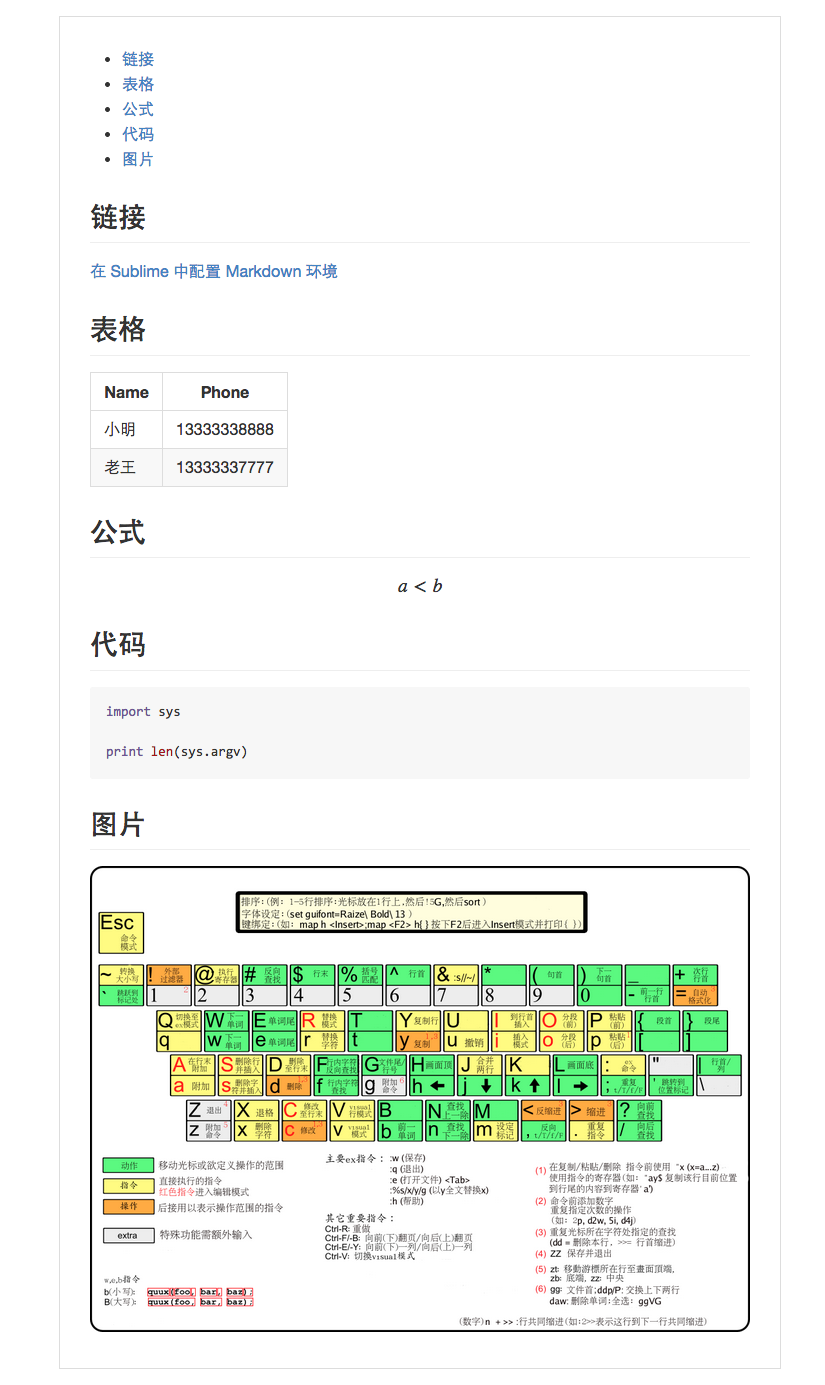 链接
表格
公式
代码
图片
链接
在 Sublime 中配置 Markdown 环境
表格
Name Phone
小明 13333338888
老王 13333337777
公式
a < b
代码
import sys
print len(sys.argv)
图片
排序:(例: 1-5行排序:光标放在1行上,然后!5G,然后sort )
字体设定:(set guifont=Raize\ Bold\ 13 )
键绑定:(如: map h <Insert>;map <F2> h{ } 按下F2后进入Insert模式并打印{ })
Esc 命令模式
~ 转换大小写 ! 外部过滤器 @ 执行寄存器 # 反向查找 $ 行末 % 括号匹配 ^ 行首 & :s//~/ * ( 句首 ) 下一句首 _ + 次行行首
` 跳跃到标记处 1 2 2 3 4 5 6 7 8 9 0 - 前一行行首 = 自动格式化
Q 切换至ex模式 W 下一单词 E 单词尾 R 替换模式 T Y 复制行 U I 到行首插入 O 分段(前) P 粘贴(前) { 段首 } 段尾
q w 下一单词 e 单词尾 r 替换字符 t y 复制 1,3 u 撤销 i 插入模式 o 分段(后) p 粘贴(后) 1 [ ]
A 在行末附加 S 删除行并插入 D 删除至行末 F 行内字符反向查找 G 文件尾/行号 H 画面顶 J 合并两行 K L 画面底 : ex命令 " | 行首/列
a 附加 s 删除字符并插入 d 删除 1,3 f 行内字符查找 g 附加命令 6 h ← j ↓ k ↑ l → ; 重复t/T/f/F ' 跳转到位置标记 \
Z 退出 4 X 退格 C 修改至行末 V visual行模式 B N 查找上一除 M < 反缩进 3 > 缩进 3 ? 向前查找
z 附加命令 5 x 删除字符 c 修改 v visual模式 b 前一单词 n 查找下一除 m 设定标记 , 反向t/T/f/F . 重复指令 / 向后查找
动作 移动光标或欲定义操作的范围
指令 直接执行的指令
红色指令进入编辑模式
操作 后接用以表示操作范围的指令
extra 特殊功能需额外输入
w,e,b指令
b(小写): quux(foo, bar, baz);
B(大写): quux(foo, bar, baz);
主要ex指令:
:w (保存)
:q (退出)
:e (打开文件) <Tab>
:%s/x/y/g (以y全文替换x)
:h (帮助)
其它重要指令:
Ctrl-R: 重做
Ctrl-F/-B: 向前(下)翻页/向后(上)翻页
Ctrl-E/-Y: 向前(下)一列/向后(上)一列
Ctrl-V: 切换visual模式
(1) 在复制/粘贴/删除 指令前使用 "x (x=a...z)
使用指令的寄存器(如: "ay$ 复制该行目前位置
到行尾的内容到寄存器'a')
(2) 命令前添加数字
重复指定次数的操作
(如: 2p, d2w, 5i, d4j)
(3) 重复光标所在字符处指定的查找
(dd = 删除本行, >>= 行首缩进)
(4) ZZ 保存并退出
(5) zt: 移動游標所在行至畫面頂端,
zb: 底端, zz: 中央
(6) gg: 文件首;ddp/P: 交换上下两行
daw: 删除单词;全选: ggVG
(数字)n + >> :行共同缩进(如:2>>表示这行到下一行共同缩进)